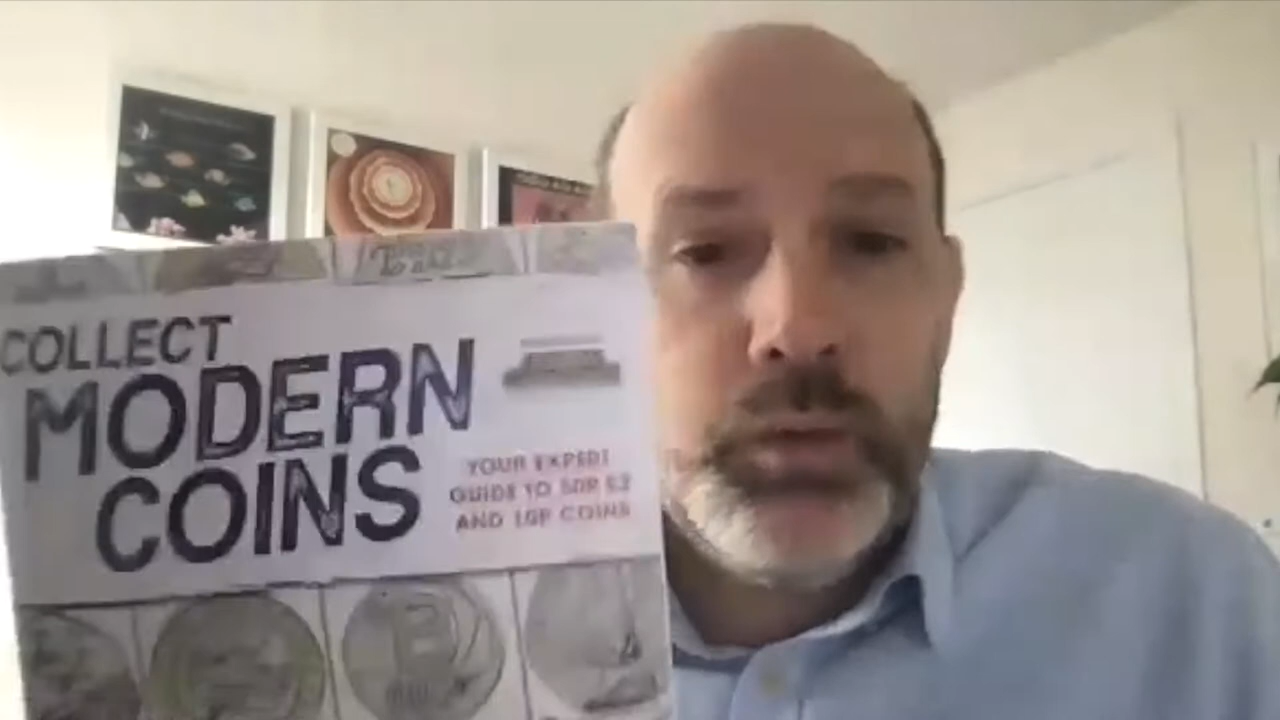 COLLECT
MODERN
COINS
YOUR EXPERT
GUIDE TO 50P £2
AND 10P COINS